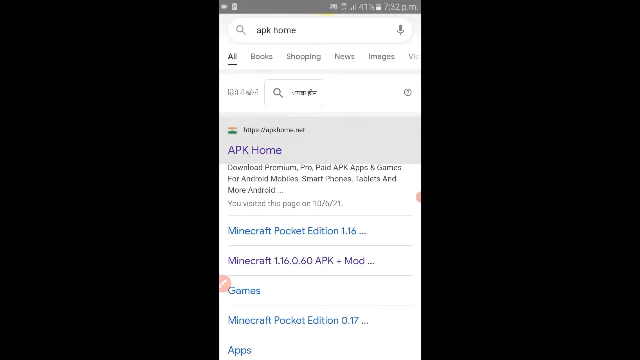 41% 7:32 p.m.
apk home
All Books Shopping News Images
हिंदी में खोजें
https://apkhome.net
APK Home
Download Premium, Pro, Paid APK Apps & Games
For Android Mobiles, Smart Phones, Tablets And
More Android ...
You visited this page on 10/6/21.
Minecraft Pocket Edition 1.16 ...
Minecraft 1.16.0.60 APK + Mod ...
Games
Minecraft Pocket Edition 0.17 ...
Apps